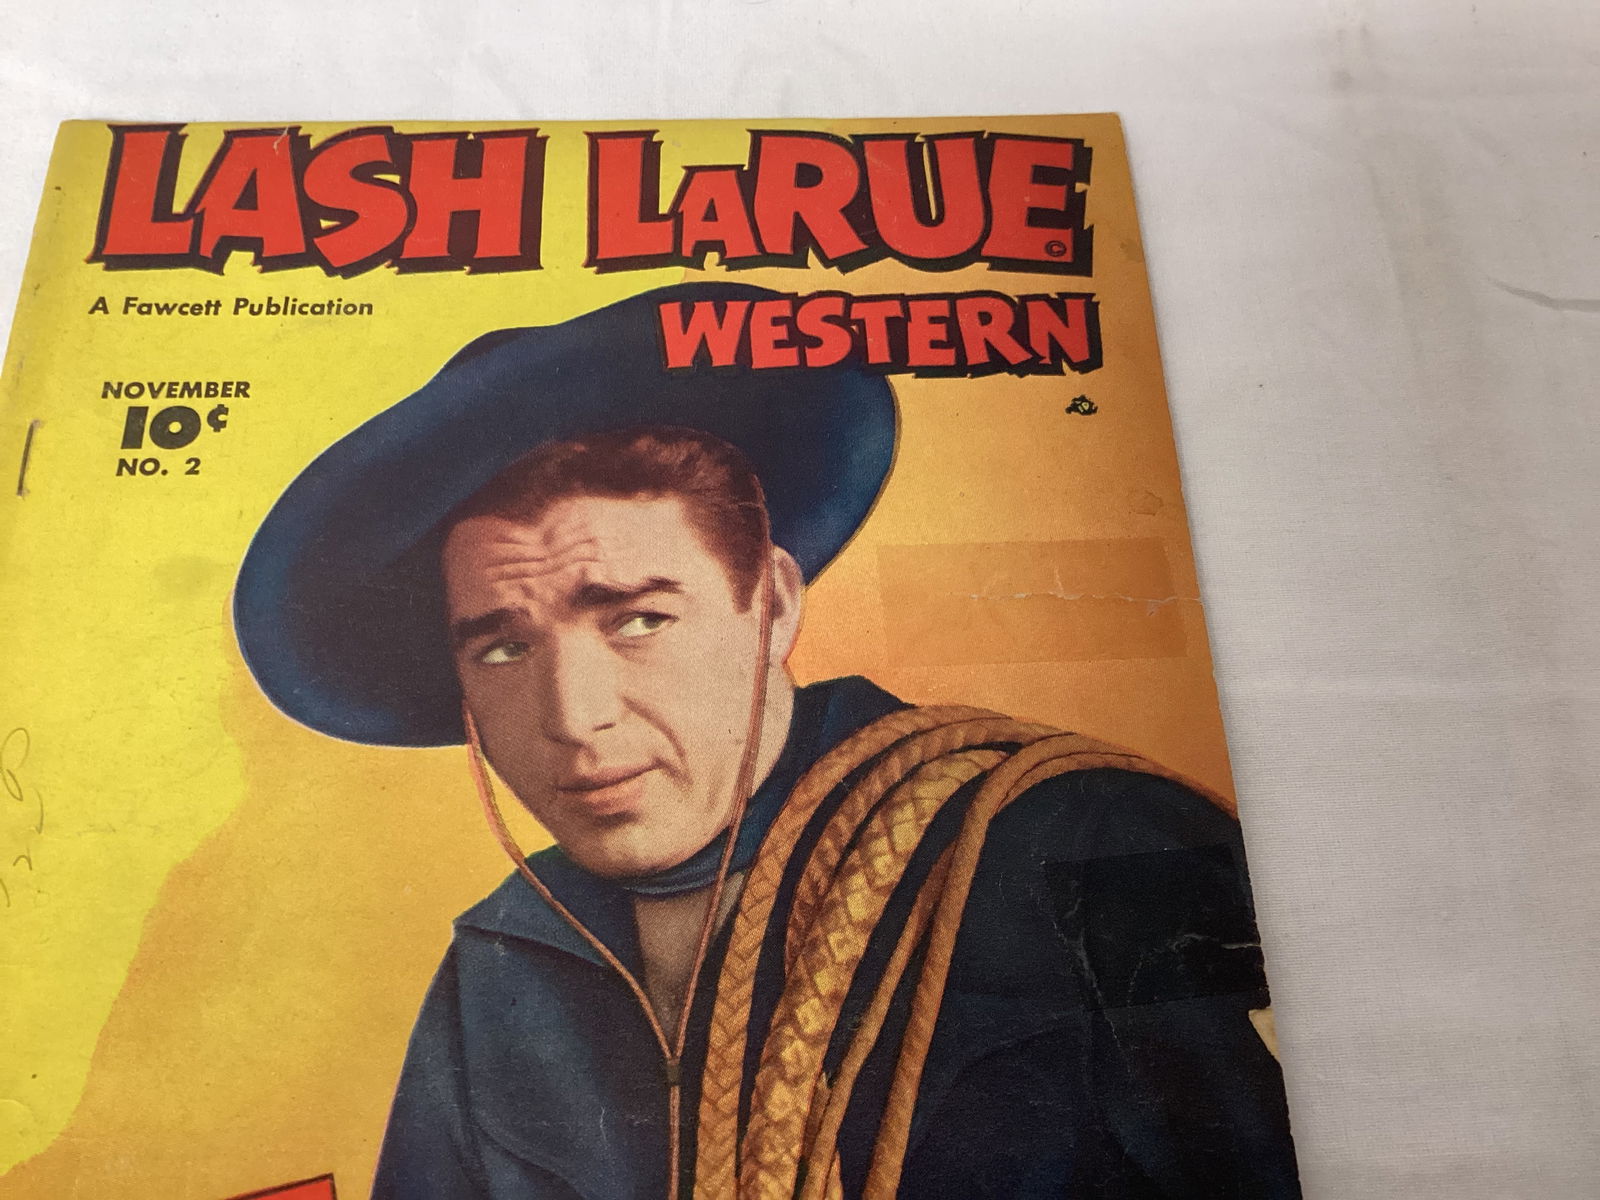 LASH LaRUE
A Fawcett Publication
WESTERN
NOVEMBER
10¢
NO. 2